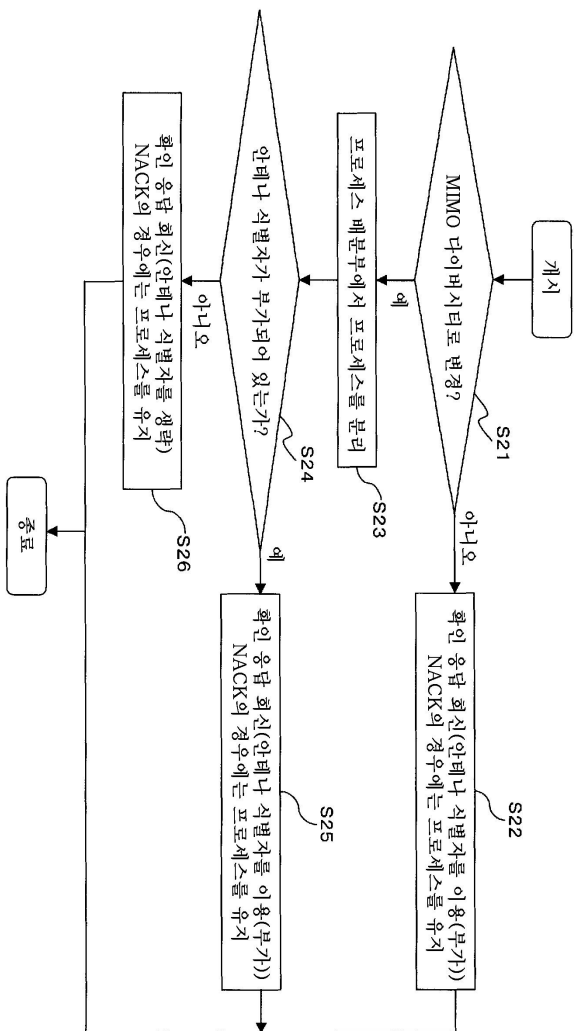 개시
MIMO 다이버시티로 변경?
S21
아니오
예
확인 응답 회신(안테나 식별자를 이용(부가))
NACK의 경우에는 프로세스를 유지
S22
프로세스 배분부에서 프로세스를 분리
S23
안테나 식별자가 부가되어 있는가?
S24
예
아니오
확인 응답 회신(안테나 식별자를 이용(부가))
NACK의 경우에는 프로세스를 유지
S25
확인 응답 회신(안테나 식별자를 생략)
NACK의 경우에는 프로세스를 유지
S26
종료